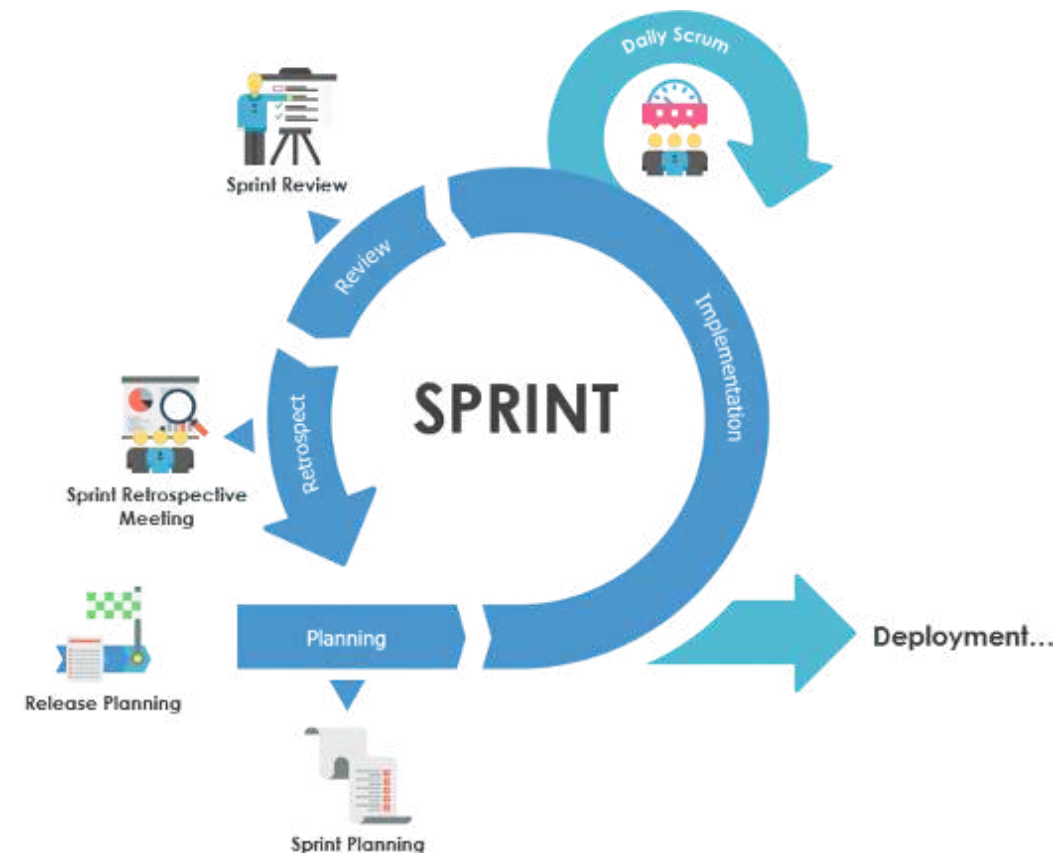 Daily Scrum
Sprint Review
Review
Implementation
SPRINT
Retrospect
Sprint Retrospective
Meeting
Planning
Deployment...
Release Planning
Sprint Planning